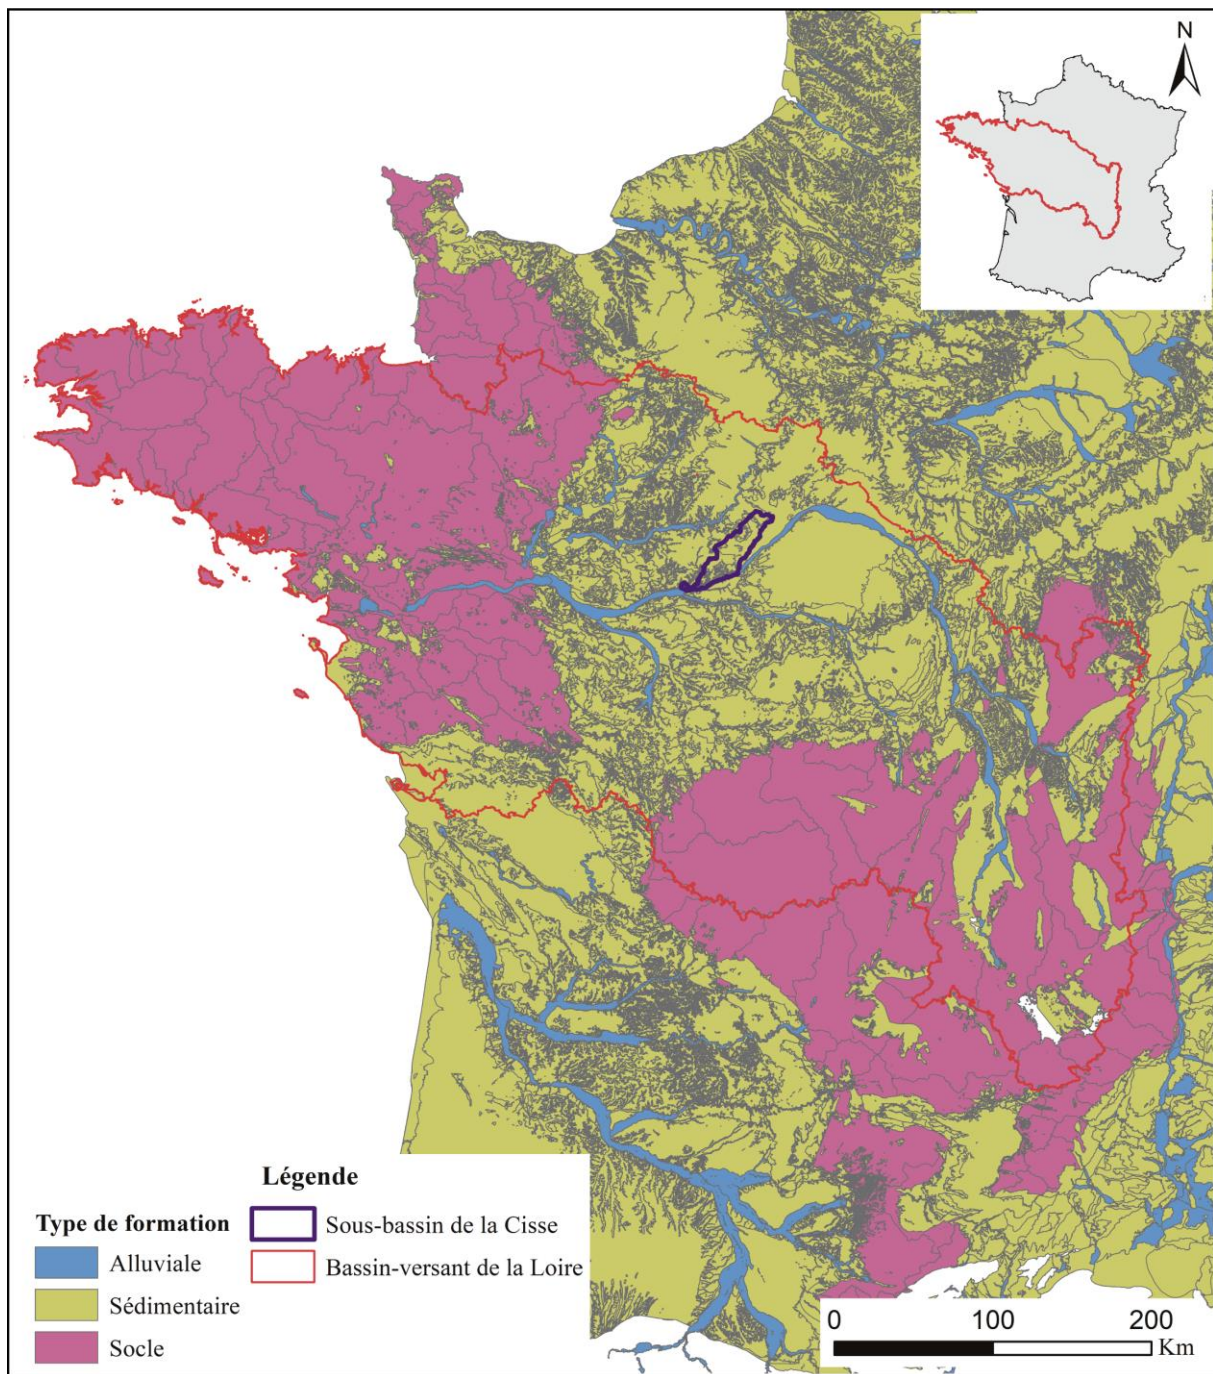 N
Légende
Type de formation
Alluviale
Sédimentaire
Socle
Sous-bassin de la Cisse
Bassin-versant de la Loire
0 100 200
Km